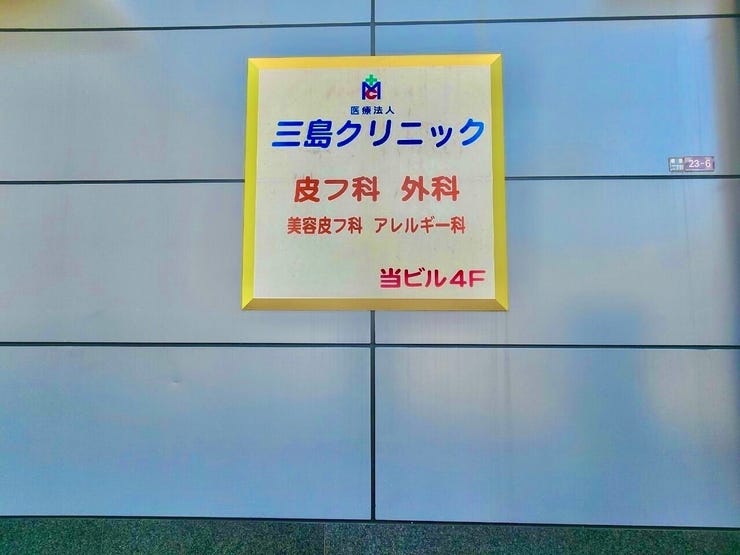 医療法人
三島クリニック
皮フ科 外科
美容皮フ科 アレルギー科
当ビル4F
23-6